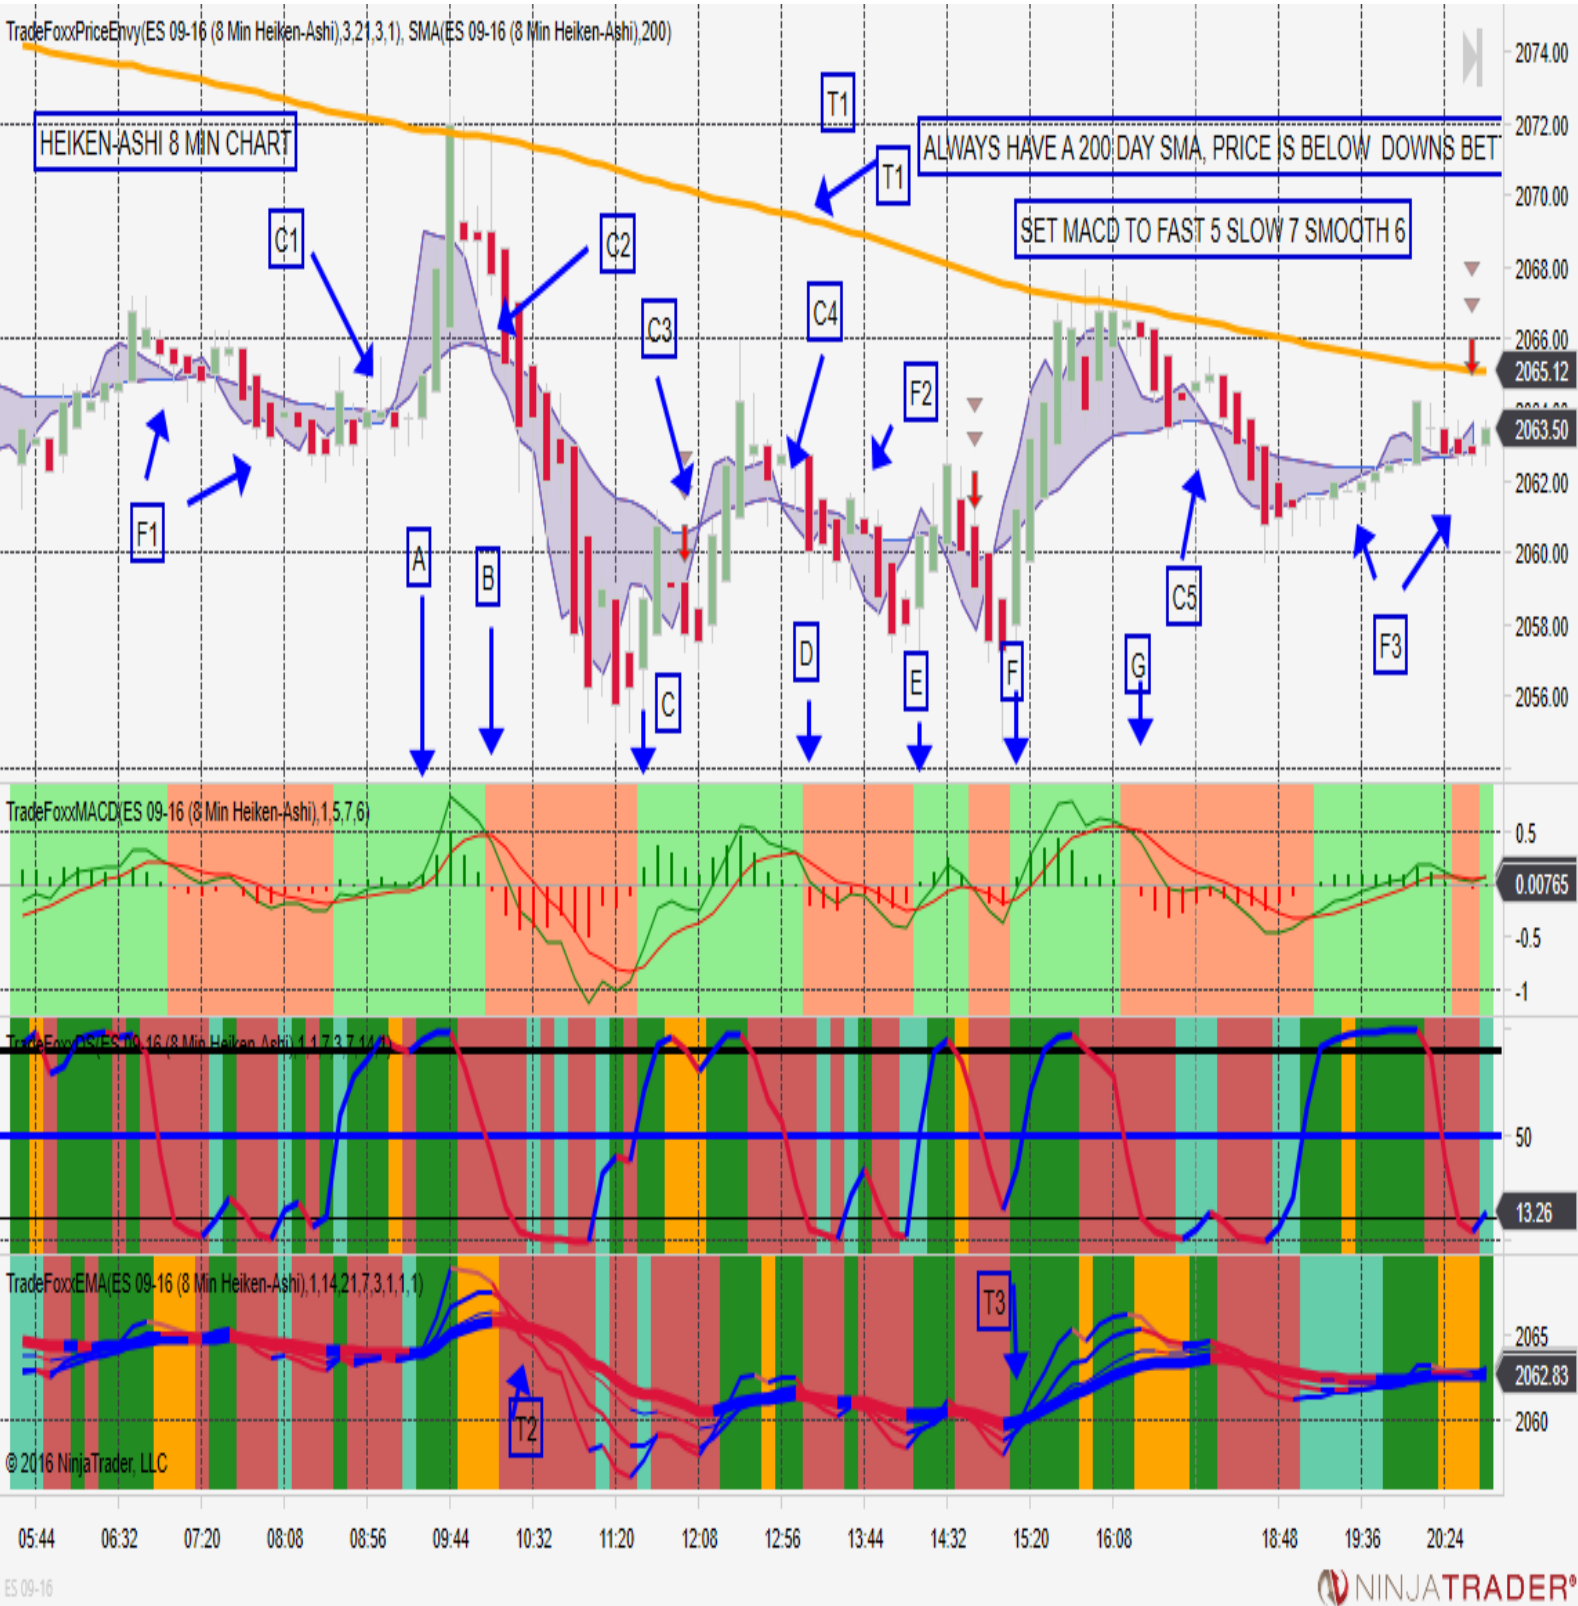 TradeFoxxPriceEnvy(ES 09-16 (8 Min Heiken-Ashi),3,21,3,1), SMA(ES 09-16 (8 Min Heiken-Ashi),200)
2074.00
T1
2072.00
HEIKEN-ASHI 8 MIN CHART
ALWAYS HAVE A 200 DAY SMA, PRICE IS BELOW DOWNS BET
T1
2070.00
C1
C2
SET MACD TO FAST 5 SLOW 7 SMOOTH 6
2068.00
C3
C4
2066.00
2065.12
F2
2063.50
2062.00
F1
A
B
2060.00
C5
2058.00
D
F3
E
F
G
C
2056.00
TradeFoxxMACD(ES 09-16 (8 Min Heiken-Ashi),1,5,7,6)
0.5
0.00765
-0.5
-1
50
13.26
TradeFoxxEMA(ES 09-16 (8 Min Heiken-Ashi),1,14,21,7,3,1,1,1)
T3
2065
2062.83
T2
2060
© 2016 NinjaTrader, LLC
05:44 06:32 07:20 08:08 08:56 09:44 10:32 11:20 12:08 12:56 13:44 14:32 15:20 16:08 18:48 19:36 20:24
ES 09-16
NINJATRADER®